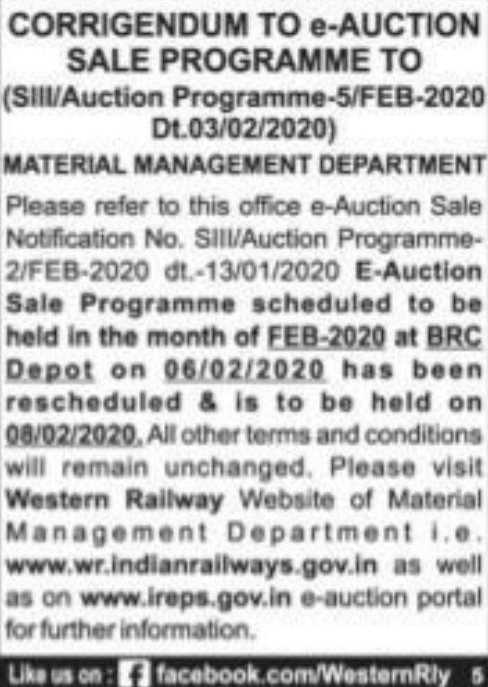 CORRIGENDUM TO e-AUCTION
SALE PROGRAMME TO
(SIII/Auction Programme-5/FEB-2020
Dt.03/02/2020)
MATERIAL MANAGEMENT DEPARTMENT
Please refer to this office e-Auction Sale
Notification No. SIII/Auction Programme-
2/FEB-2020 dt.-13/01/2020 E-Auction
Sale Programme scheduled to be
held in the month of FEB-2020 at BRC
Depot on 06/02/2020 has been
rescheduled & is to be held on
08/02/2020. All other terms and conditions
will remain unchanged. Please visit
Western Railway Website of Material
Management Department i.e.
www.wr.indianrailways.gov.in as well
as on www.ireps.gov.in e-auction portal
for further information.
Like us on : f facebook.com/WesternRly 5